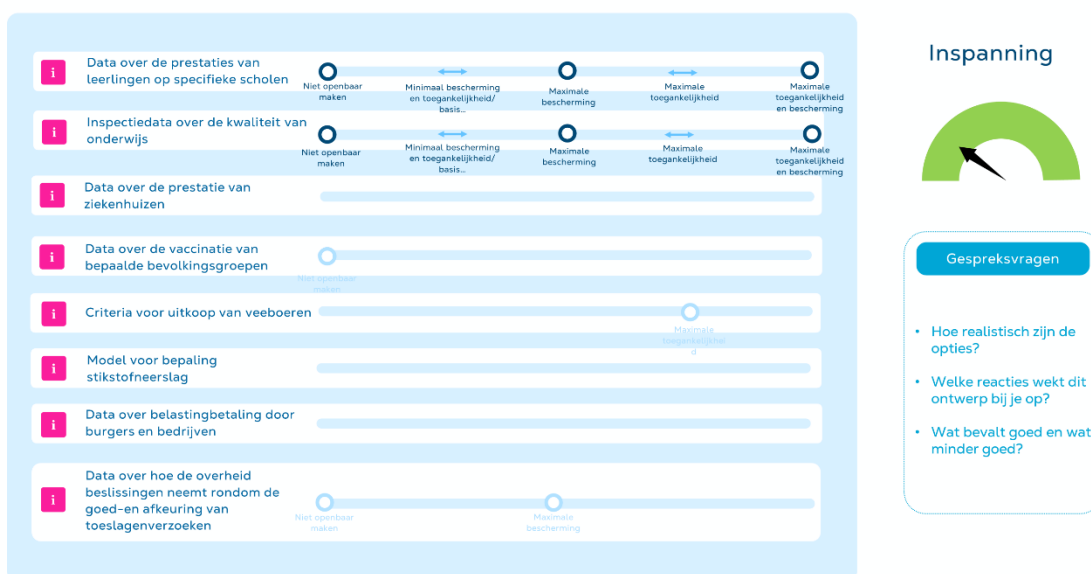 Data over de prestaties van
leerlingen op specifieke scholen
Niet openbaar
maken
Minimaal bescherming
en toegankelijkheid/
basis...
Maximale
bescherming
Maximale
toegankelijkheid
Maximale
toegankelijkheid
en bescherming
Inspectiedata over de kwaliteit van
onderwijs
Niet openbaar
maken
Minimaal bescherming
en toegankelijkheid/
basis...
Maximale
bescherming
Maximale
toegankelijkheid
Maximale
toegankelijkheid
en bescherming
Data over de prestatie van
ziekenhuizen
Data over de vaccinatie van
bepaalde bevolkingsgroepen
Niet openbaar
maken
Criteria voor uitkoop van veeboeren
Maximale
toegankelijkhei
d
Model voor bepaling
stikstofneerslag
Data over belastingbetaling door
burgers en bedrijven
Data over hoe de overheid
beslissingen neemt rondom de
goed-en afkeuring van
toeslagenverzoeken
Niet openbaar
maken
Maximale
bescherming
i
i
i
i
i
i
i
i
Inspanning
Gespreksvragen
• Hoe realistisch zijn de
opties?
• Welke reacties wekt dit
ontwerp bij je op?
• Wat bevalt goed en wat
minder goed?